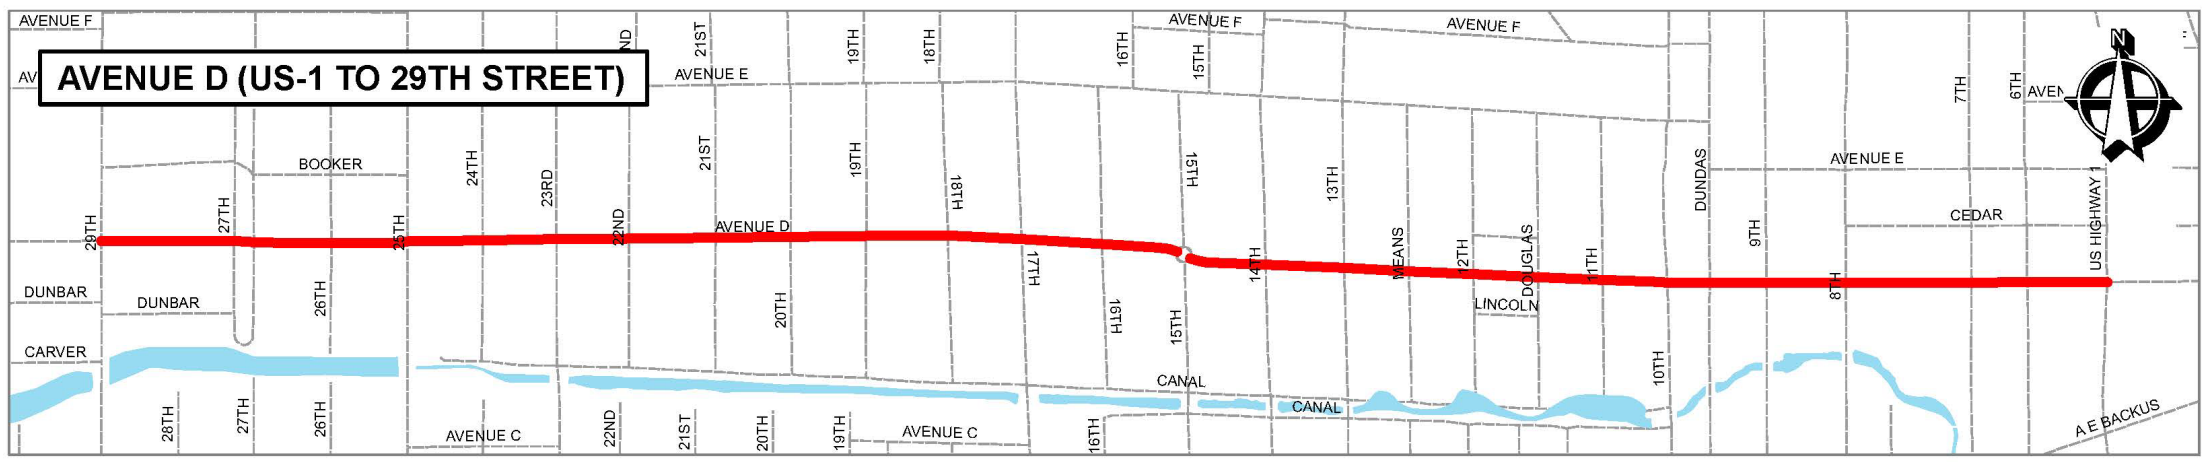 AVENUE F
ND
21ST
19TH
18TH
16TH
AVENUE F
15TH
AVENUE F
N
AVENUE D (US-1 TO 29TH STREET)
AV
AVENUE E
7TH
6TH
AVEN
BOOKER
24TH
23RD
21ST
19TH
18TH
15TH
13TH
DUNDAS
AVENUE E
29TH
27TH
25TH
22ND
AVENUE D
CEDAR
US HIGHWAY 1
9TH
17TH
14TH
MEANS
12TH
DOUGLAS
11TH
8TH
DUNBAR
DUNBAR
26TH
20TH
16TH
15TH
LINCOLN
CARVER
10TH
CANAL
CANAL
28TH
27TH
26TH
AVENUE C
22ND
21ST
20TH
19TH
AVENUE C
16TH
A E BACKUS